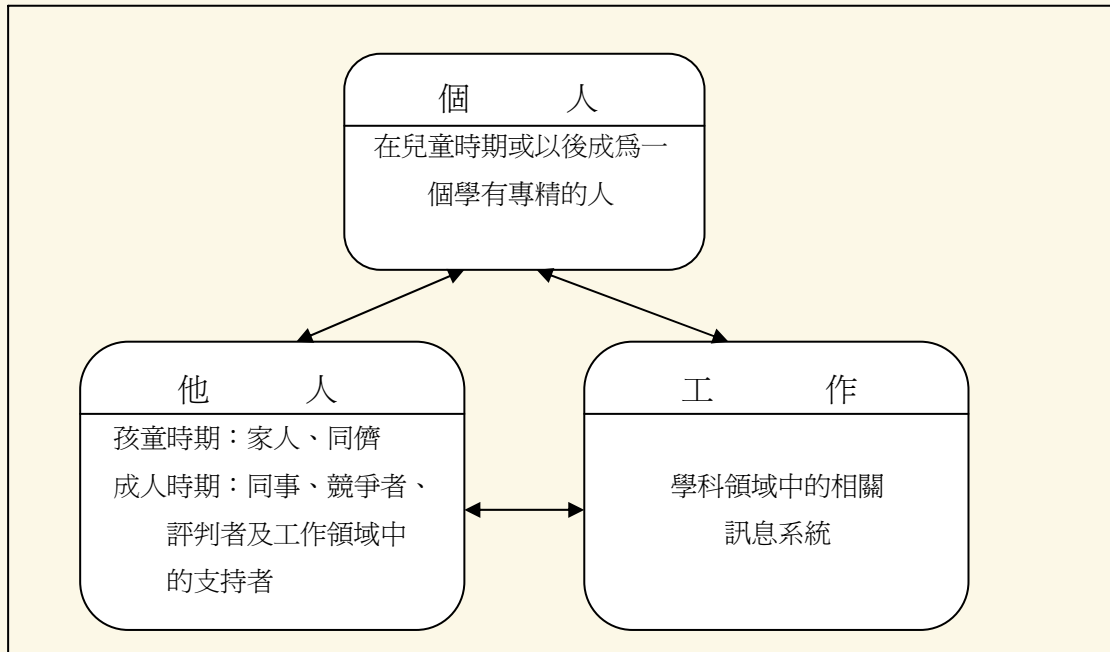 個人
在兒童時期或以後成爲一
個學有專精的人
他人
孩童時期：家人、同儕
成人時期：同事、競爭者、
評判者及工作領域中
的支持者
工作
學科領域中的相關
訊息系統